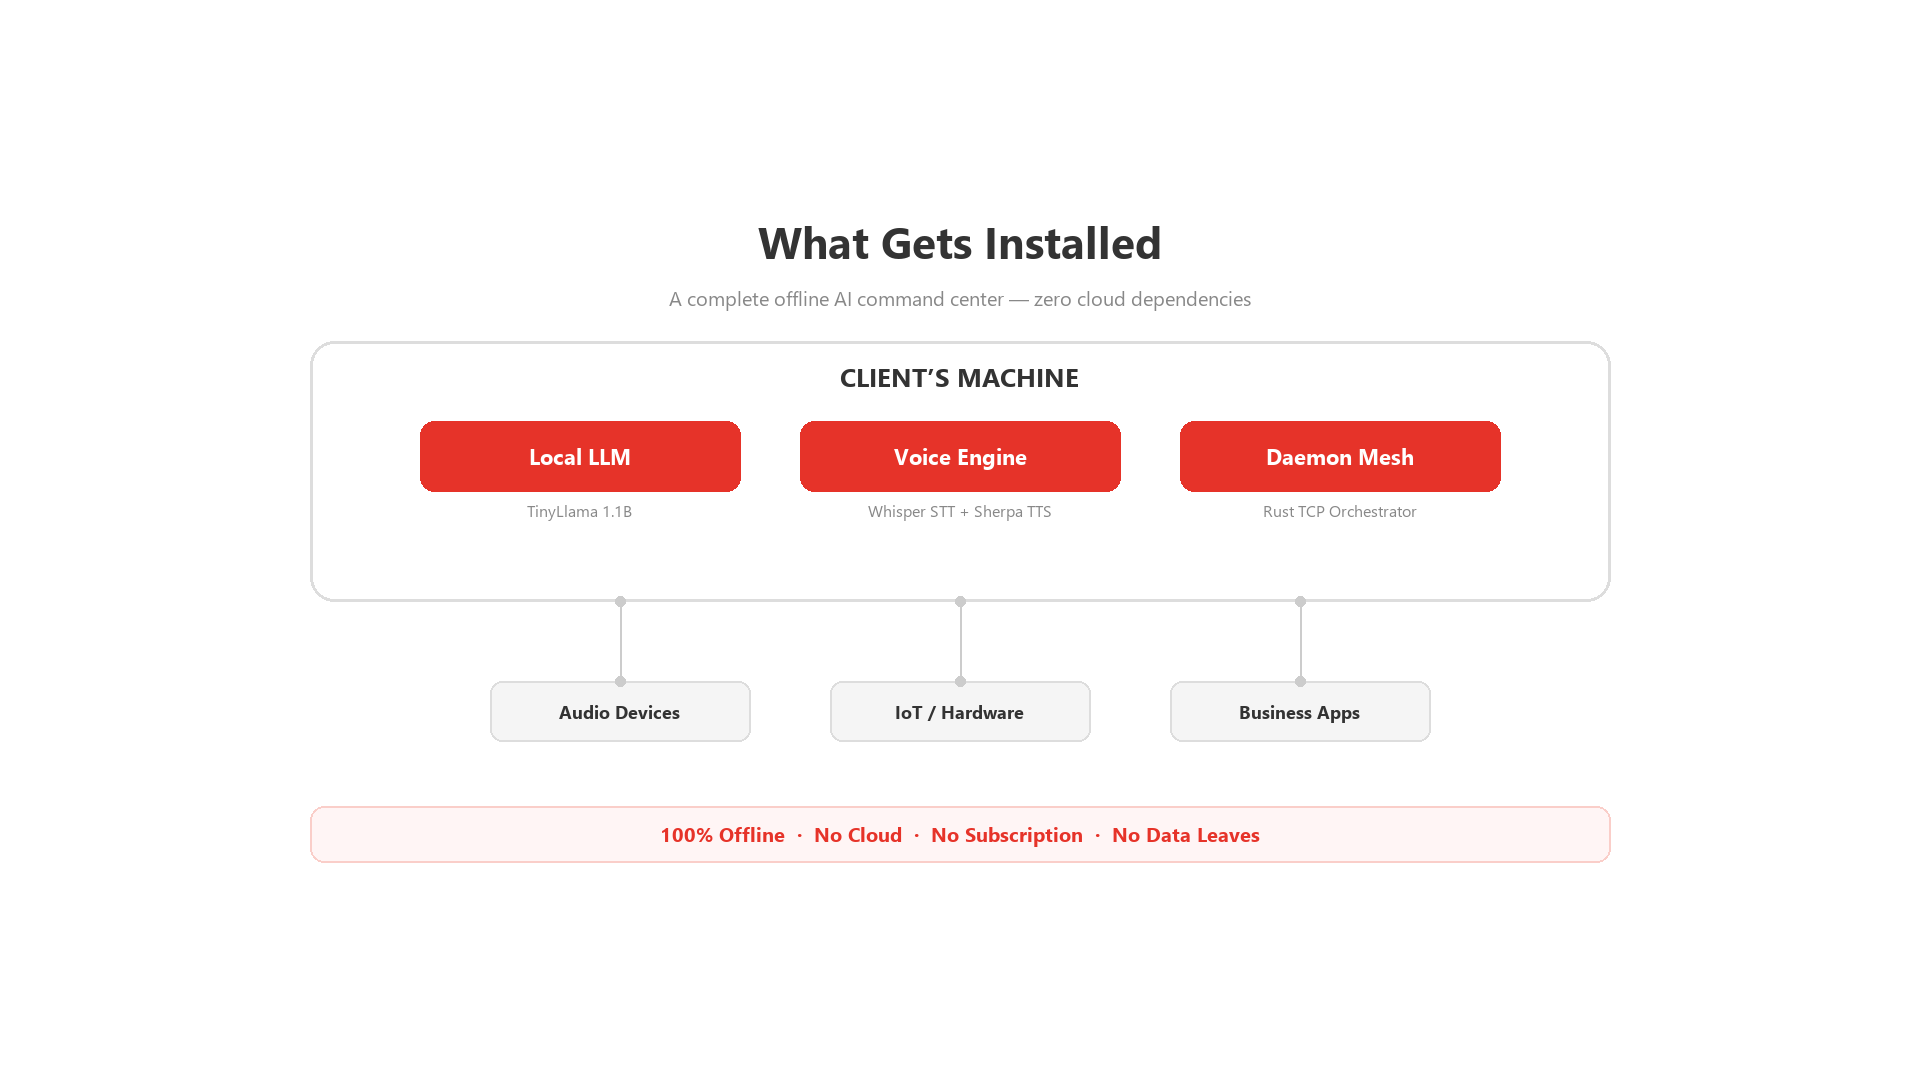 What Gets Installed
A complete offline AI command center — zero cloud dependencies
CLIENT’S MACHINE
Local LLM
Voice Engine
Daemon Mesh
TinyLlama 1.1B
Whisper STT + Sherpa TTS
Rust TCP Orchestrator
Audio Devices
IoT / Hardware
Business Apps
100% Offline · No Cloud · No Subscription · No Data Leaves